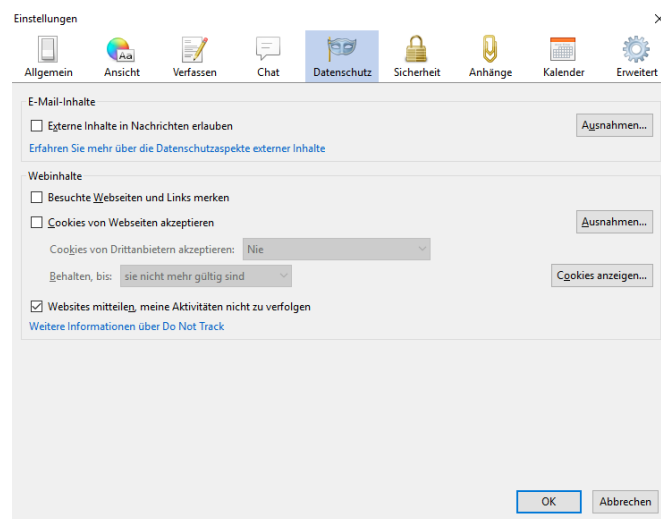 Einstellungen
Aa
Allgemein Ansicht Verfassen Chat Datenschutz Sicherheit Anhänge Kalender Erweitert
E-Mail-Inhalte
Externe Inhalte in Nachrichten erlauben Ausnahmen...
Erfahren Sie mehr über die Datenschutzaspekte externer Inhalte
Webinhalte
Besuchte Webseiten und Links merken
Cookies von Webseiten akzeptieren Ausnahmen...
Cookies von Drittanbietern akzeptieren: Nie
Behalten, bis: sie nicht mehr gültig sind Cookies anzeigen...
Websites mitteilen, meine Aktivitäten nicht zu verfolgen
Weitere Informationen über Do Not Track
OK Abbrechen